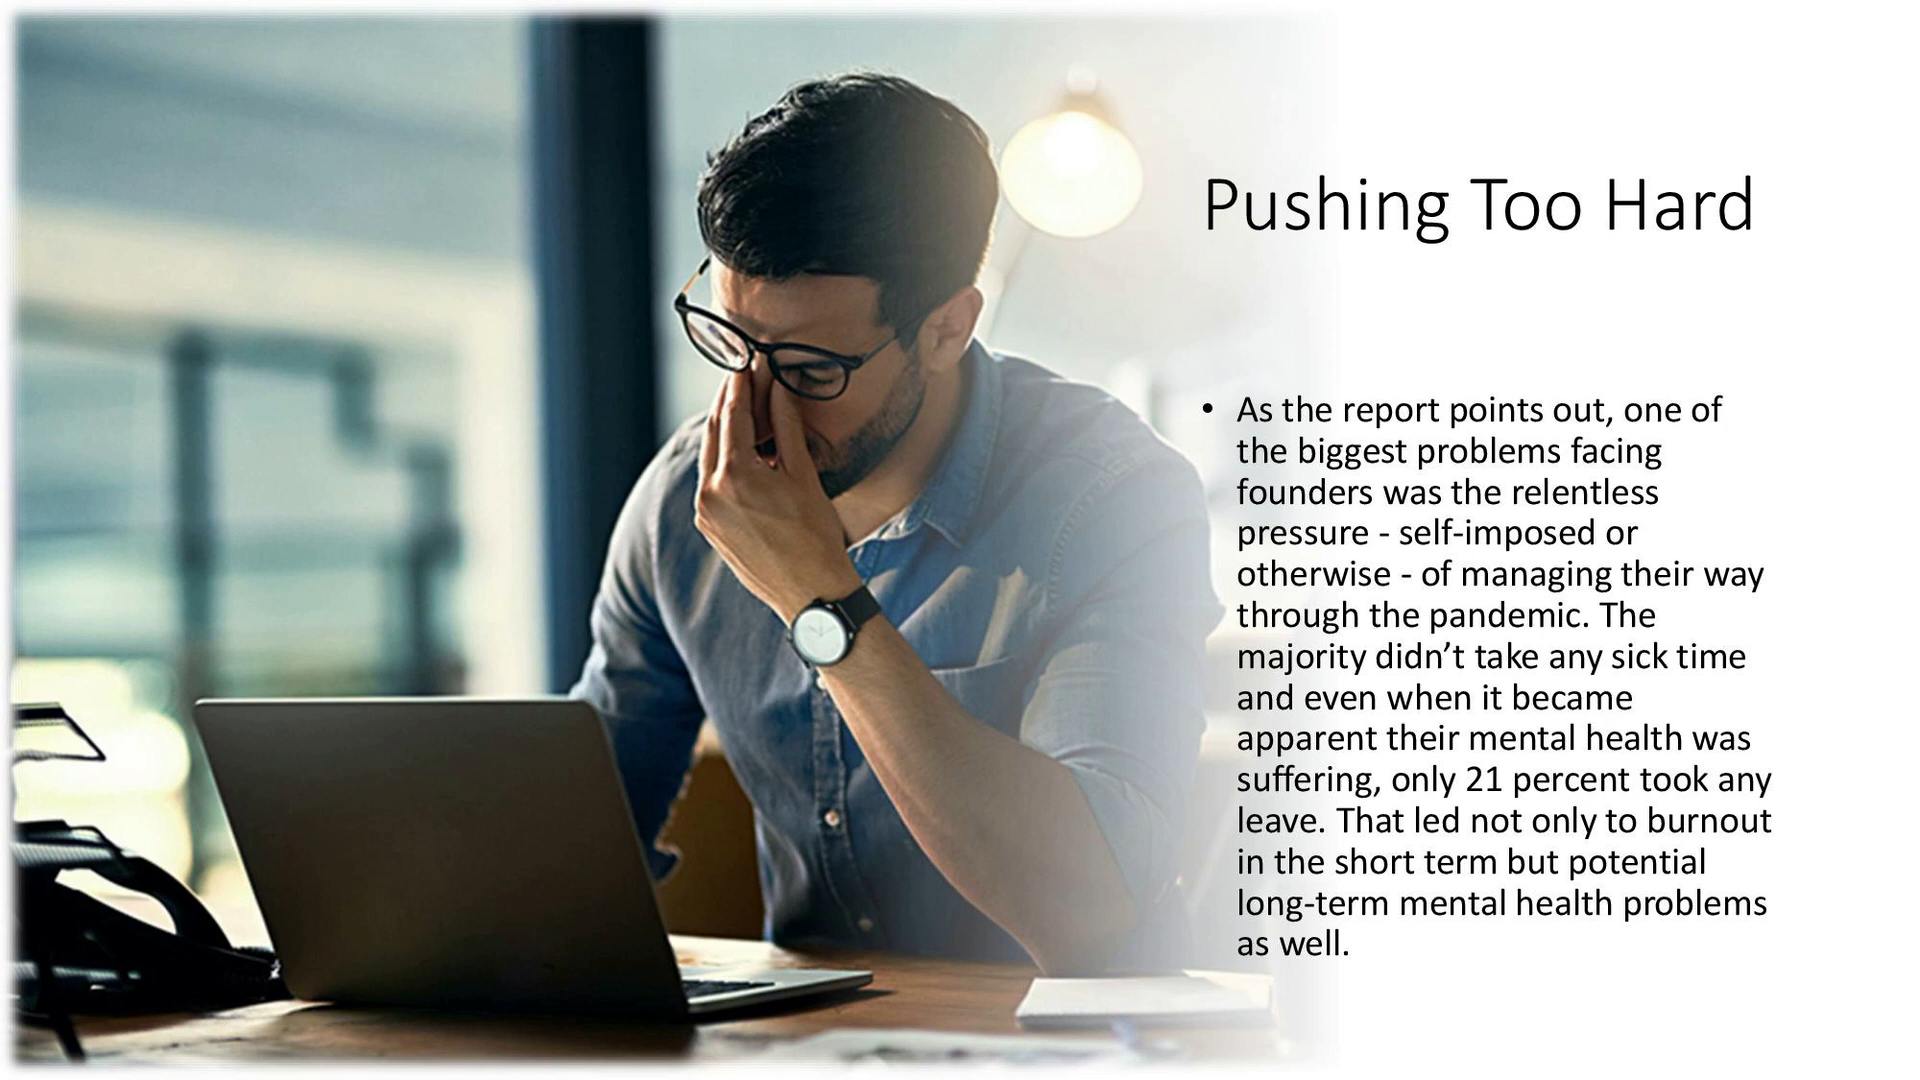 Pushing Too Hard
• As the report points out, one of
the biggest problems facing
founders was the relentless
pressure - self-imposed or
otherwise - of managing their way
through the pandemic. The
majority didn’t take any sick time
and even when it became
apparent their mental health was
suffering, only 21 percent took any
leave. That led not only to burnout
in the short term but potential
long-term mental health problems
as well.